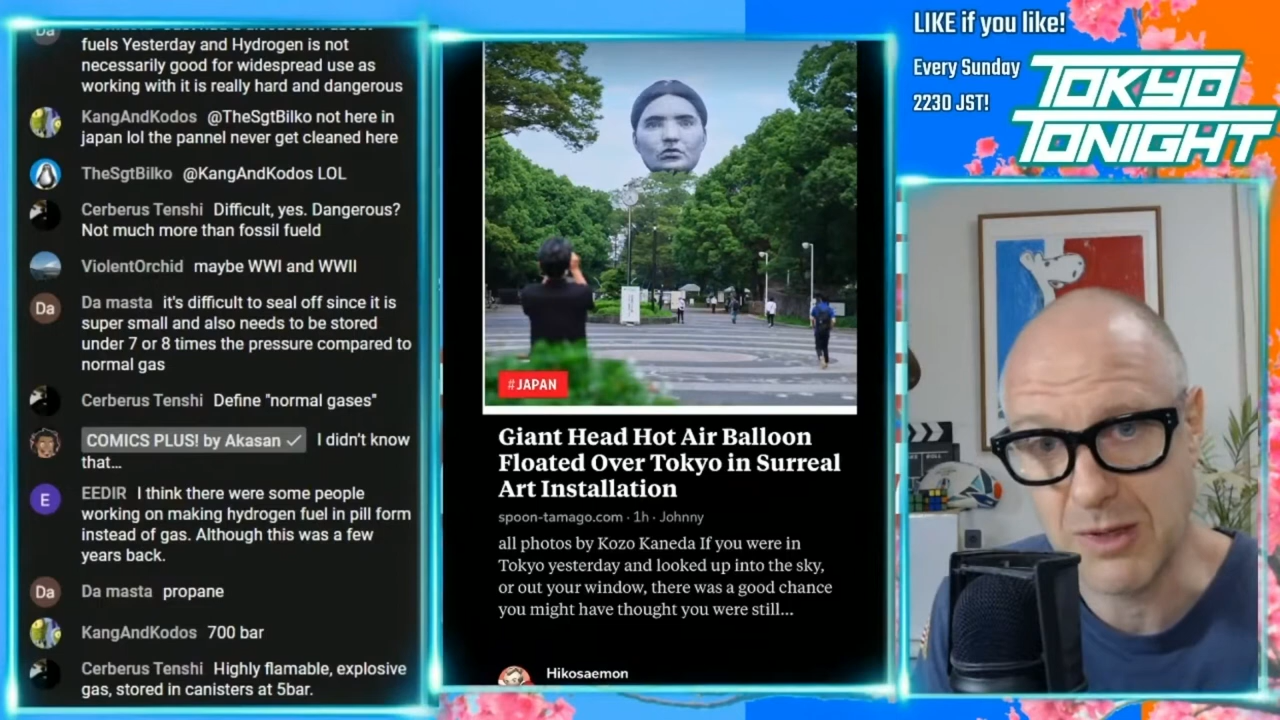 fuels Yesterday and Hydrogen is not
necessarily good for widespread use as
working with it is really hard and dangerous
KangAndKodos @TheSgtBilko not here in
japan lol the pannel never get cleaned here
TheSgtBilko @KangAndKodos LOL
Cerberus Tenshi Difficult, yes. Dangerous?
Not much more than fossil fueld
ViolentOrchid maybe WWI and WWII
Da
Da masta it's difficult to seal off since it is
super small and also needs to be stored
under 7 or 8 times the pressure compared to
normal gas
Cerberus Tenshi Define "normal gases"
COMICS PLUS! by Akasan ✓ I didn't know
that…
E
EEDIR I think there were some people
working on making hydrogen fuel in pill form
instead of gas. Although this was a few
years back.
Da
Da masta propane
KangAndKodos 700 bar
Cerberus Tenshi Highly flamable, explosive
gas, stored in canisters at 5bar.
#JAPAN
Giant Head Hot Air Balloon
Floated Over Tokyo in Surreal
Art Installation
spoon-tamago.com · 1h · Johnny
all photos by Kozo Kaneda If you were in
Tokyo yesterday and looked up into the sky,
or out your window, there was a good chance
you might have thought you were still...
Hikosaemon
LIKE if you like!
Every Sunday
2230 JST!
TOKYO
TONIGHT